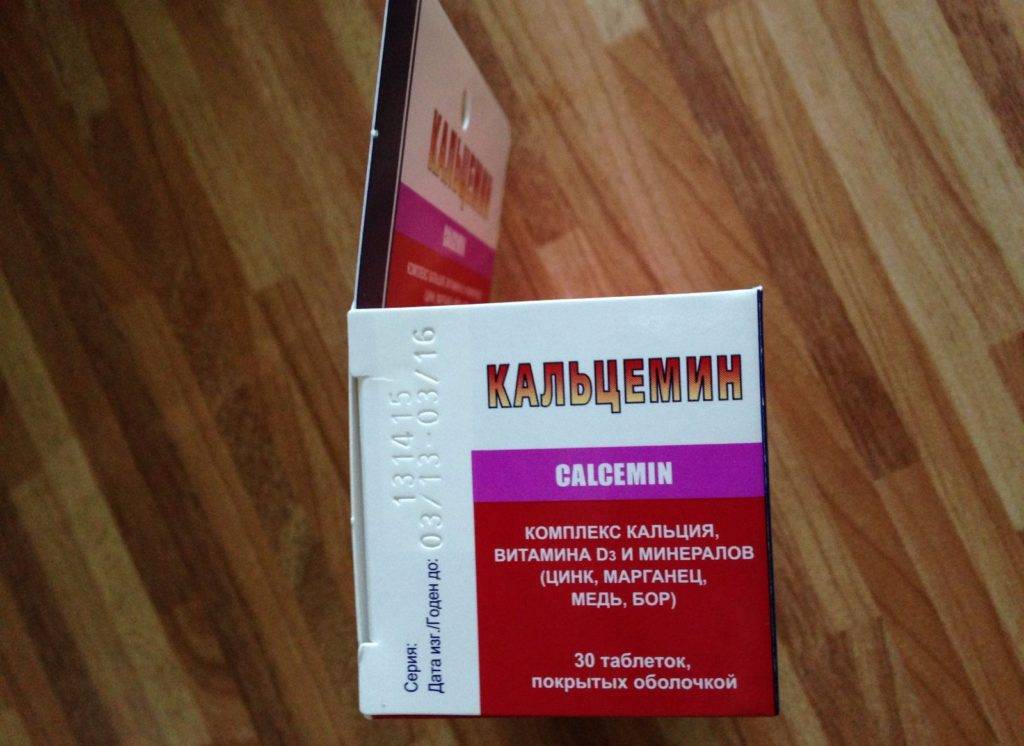 КАЛЬЦЕМИН
КАЛЬЦЕМИН
CALCEMIN
КОМПЛЕКС КАЛЬЦИЯ,
ВИТАМИНА D3 И МИНЕРАЛОВ
(ЦИНК, МАРГАНЕЦ,
МЕДЬ, БОР)
30 таблеток,
покрытых оболочкой
Серия: 131415
Дата изг./Годен до: 03/13-03/16